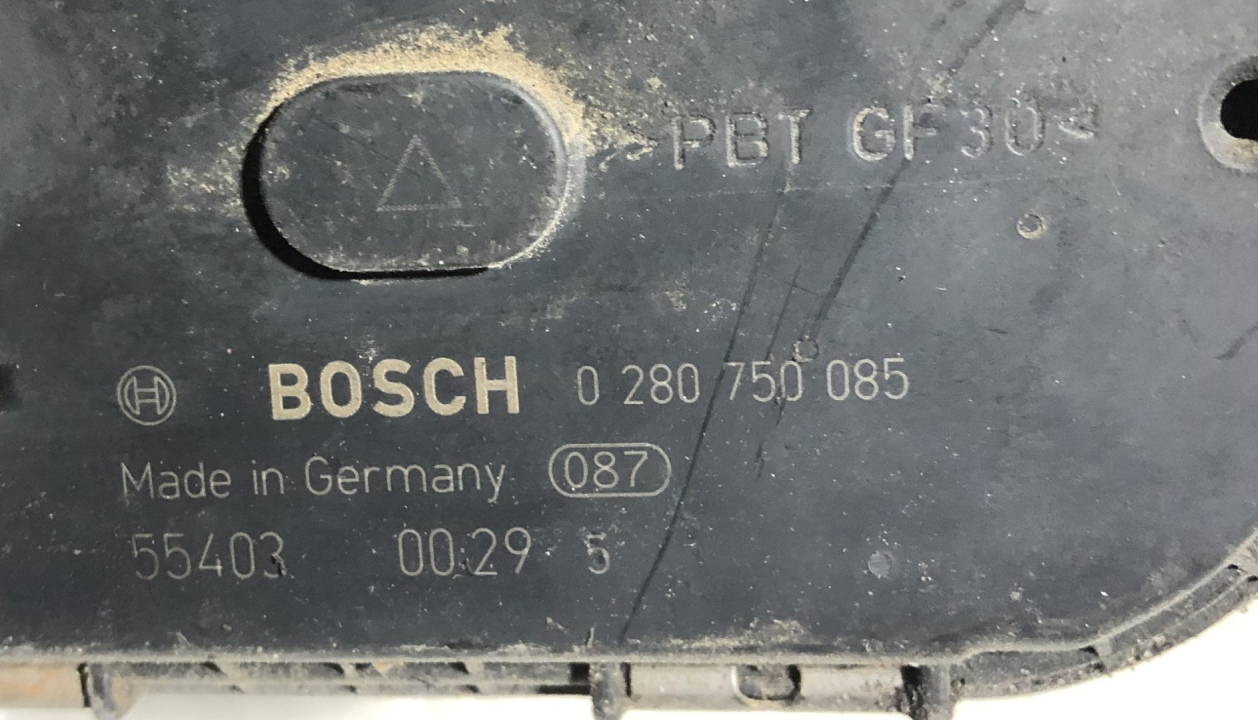 >PBT GF30<
BOSCH 0 280 750 085
Made in Germany 087
55403 00:29 5